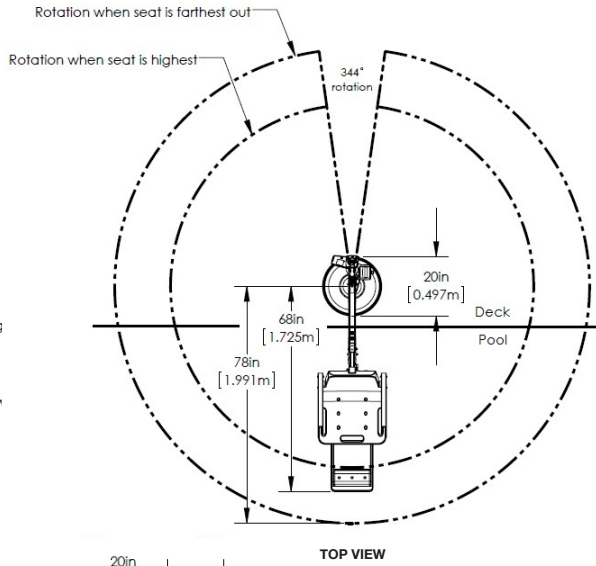 Rotation when seat is farthest out
Rotation when seat is highest
344°
rotation
20in
[0.497m]
Deck
Pool
68in
[1.725m]
78in
[1.991m]
TOP VIEW
20in